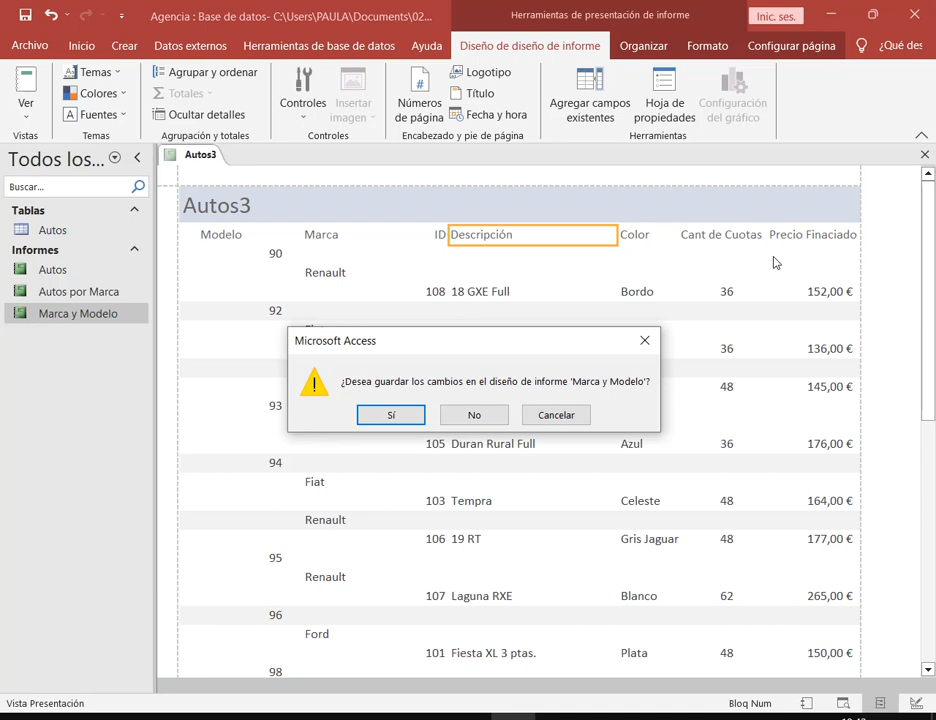 Agencia : Base de datos- C:\Users\PAULA\Documents\02...
Herramientas de presentación de informe
Inic. ses.
Archivo
Inicio
Crear
Datos externos
Herramientas de base de datos
Ayuda
Diseño de diseño de informe
Organizar
Formato
Configurar página
¿Qué des
Ver
Vistas
Temas
Colores
Fuentes
Temas
Agrupar y ordenar
Totales
Ocultar detalles
Agrupación y totales
Controles
Insertar imagen
Controles
Números de página
Logotipo
Título
Fecha y hora
Encabezado y pie de página
Agregar campos existentes
Hoja de propiedades
Configuración del gráfico
Herramientas
Todos los...
Buscar...
Tablas
Autos
Informes
Autos
Autos por Marca
Marca y Modelo
Autos3
Autos3
Modelo Marca ID Descripción Color Cant de Cuotas Precio Finaciado
90
Renault
108 18 GXE Full Bordo 36 152,00 €
92
36 136,00 €
48 145,00 €
93
105 Duran Rural Full Azul 36 176,00 €
94
Fiat
103 Tempra Celeste 48 164,00 €
Renault
106 19 RT Gris Jaguar 48 177,00 €
95
Renault
107 Laguna RXE Blanco 62 265,00 €
96
Ford
101 Fiesta XL 3 ptas. Plata 48 150,00 €
98
Microsoft Access
¿Desea guardar los cambios en el diseño de informe 'Marca y Modelo'?
Sí
No
Cancelar
Vista Presentación
Bloq Num